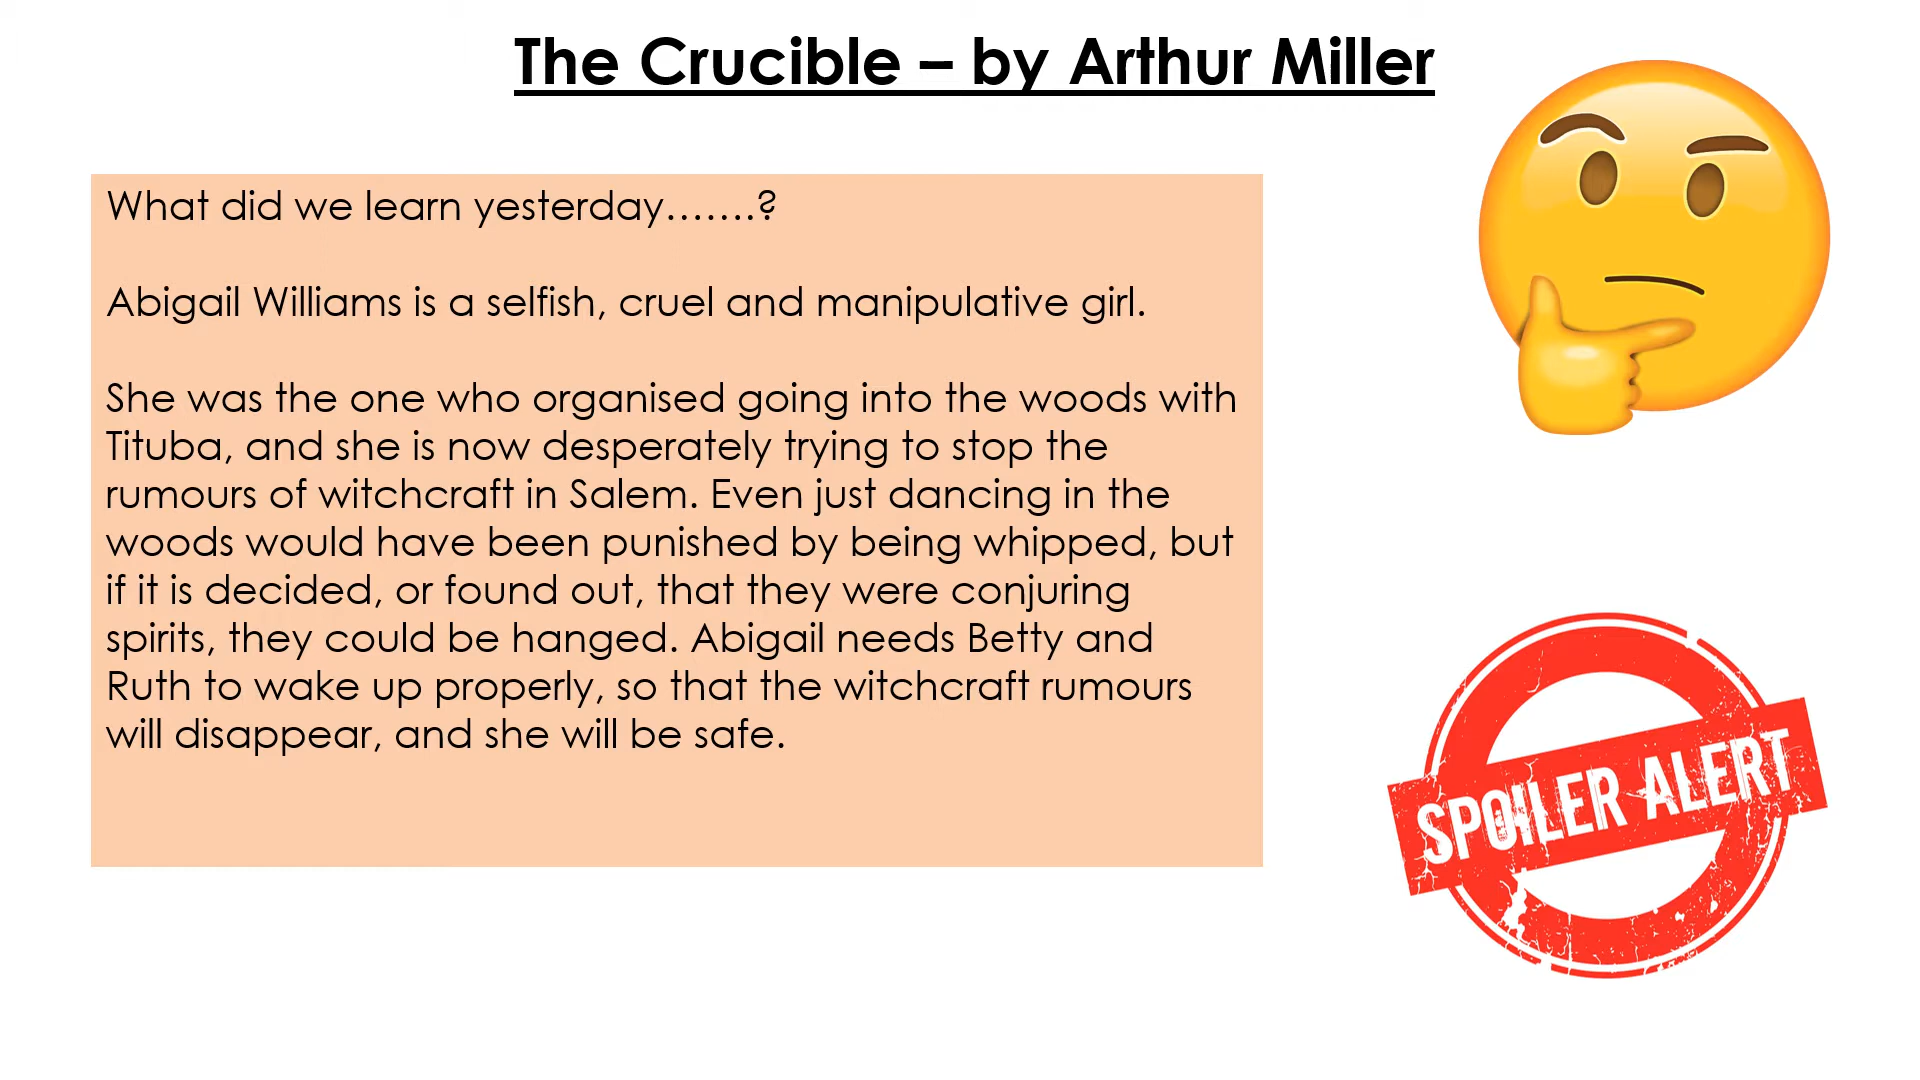 The Crucible – by Arthur Miller
What did we learn yesterday…….?
Abigail Williams is a selfish, cruel and manipulative girl.
She was the one who organised going into the woods with
Tituba, and she is now desperately trying to stop the
rumours of witchcraft in Salem. Even just dancing in the
woods would have been punished by being whipped, but
if it is decided, or found out, that they were conjuring
spirits, they could be hanged. Abigail needs Betty and
Ruth to wake up properly, so that the witchcraft rumours
will disappear, and she will be safe.
SPOILER ALERT